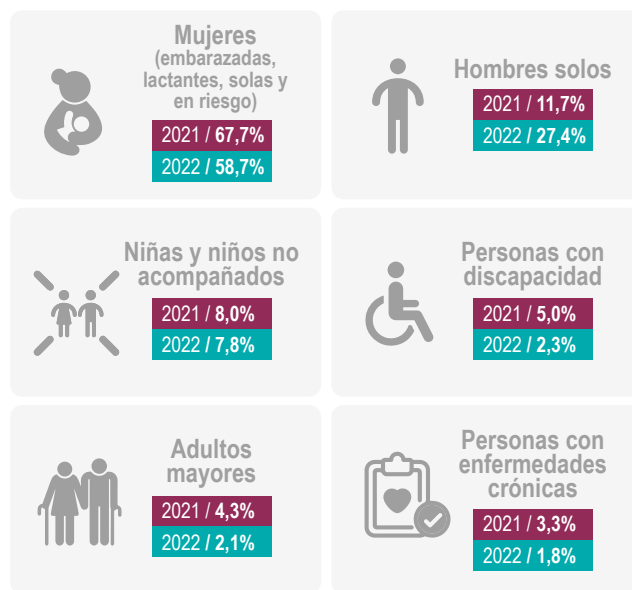 Mujeres
(embarazadas,
lactantes, solas y
en riesgo)
2021 / 67,7%
2022 / 58,7%
Hombres solos
2021 / 11,7%
2022 / 27,4%
Niñas y niños no
acompañados
2021 / 8,0%
2022 / 7,8%
Personas con
discapacidad
2021 / 5,0%
2022 / 2,3%
Adultos
mayores
2021 / 4,3%
2022 / 2,1%
Personas con
enfermedades
crónicas
2021 / 3,3%
2022 / 1,8%